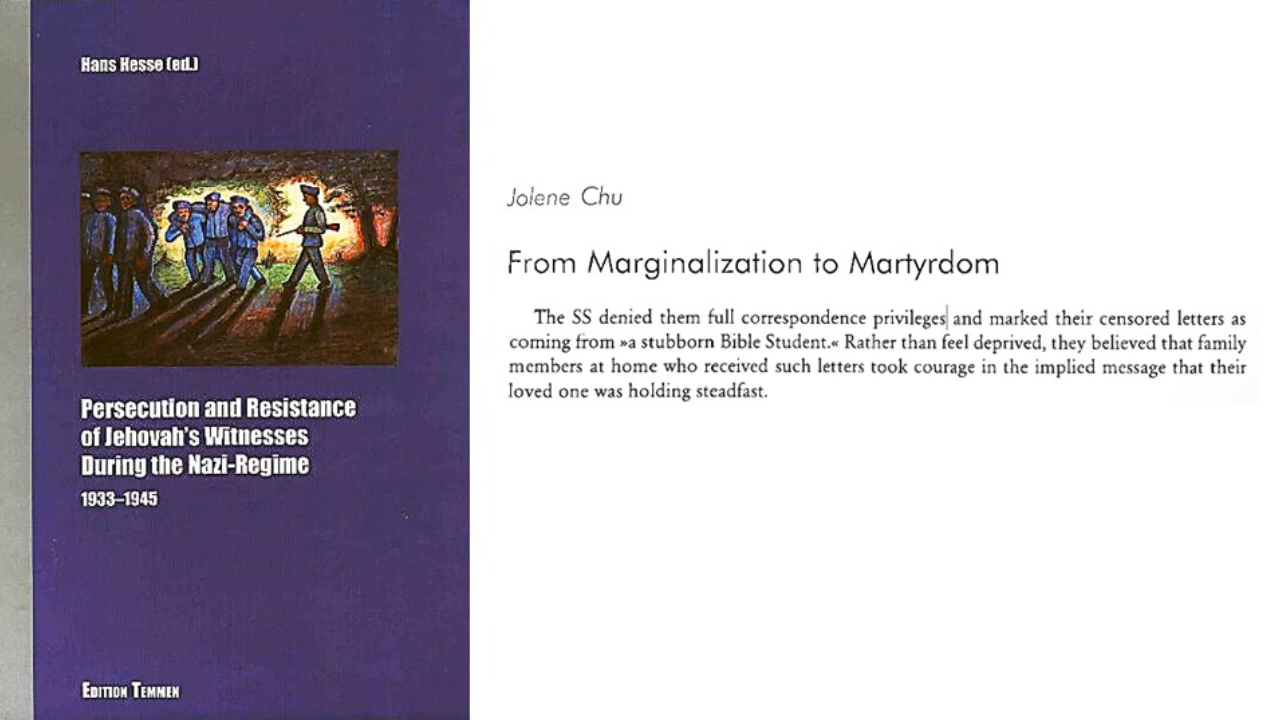 Hans Hesse (ed.)
Persecution and Resistance
of Jehovah's Witnesses
During the Nazi-Regime
1933–1945
EDITION TEMMEN
Jolene Chu
From Marginalization to Martyrdom
The SS denied them full correspondence privileges and marked their censored letters as
coming from »a stubborn Bible Student.« Rather than feel deprived, they believed that family
members at home who received such letters took courage in the implied message that their
loved one was holding steadfast.